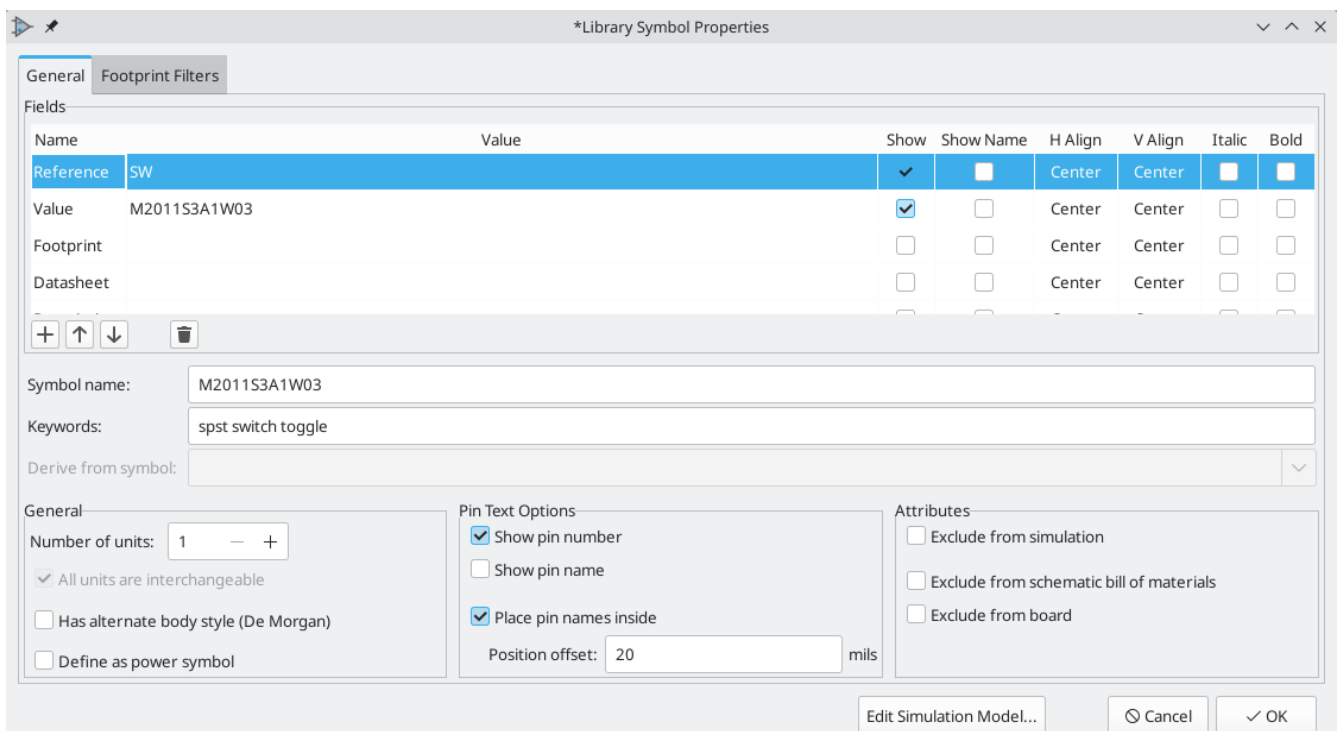 *Library Symbol Properties
General Footprint Filters
Fields
Name Value Show Show Name H Align V Align Italic Bold
Reference SW Center Center
Value M2011S3A1W03 Center Center
Footprint Center Center
Datasheet Center Center
Symbol name: M2011S3A1W03
Keywords: spst switch toggle
Derive from symbol:
General Pin Text Options Attributes
Number of units: 1 Show pin number Exclude from simulation
All units are interchangeable Show pin name Exclude from schematic bill of materials
Has alternate body style (De Morgan) Place pin names inside Exclude from board
Define as power symbol Position offset: 20 mils
Edit Simulation Model... Cancel OK